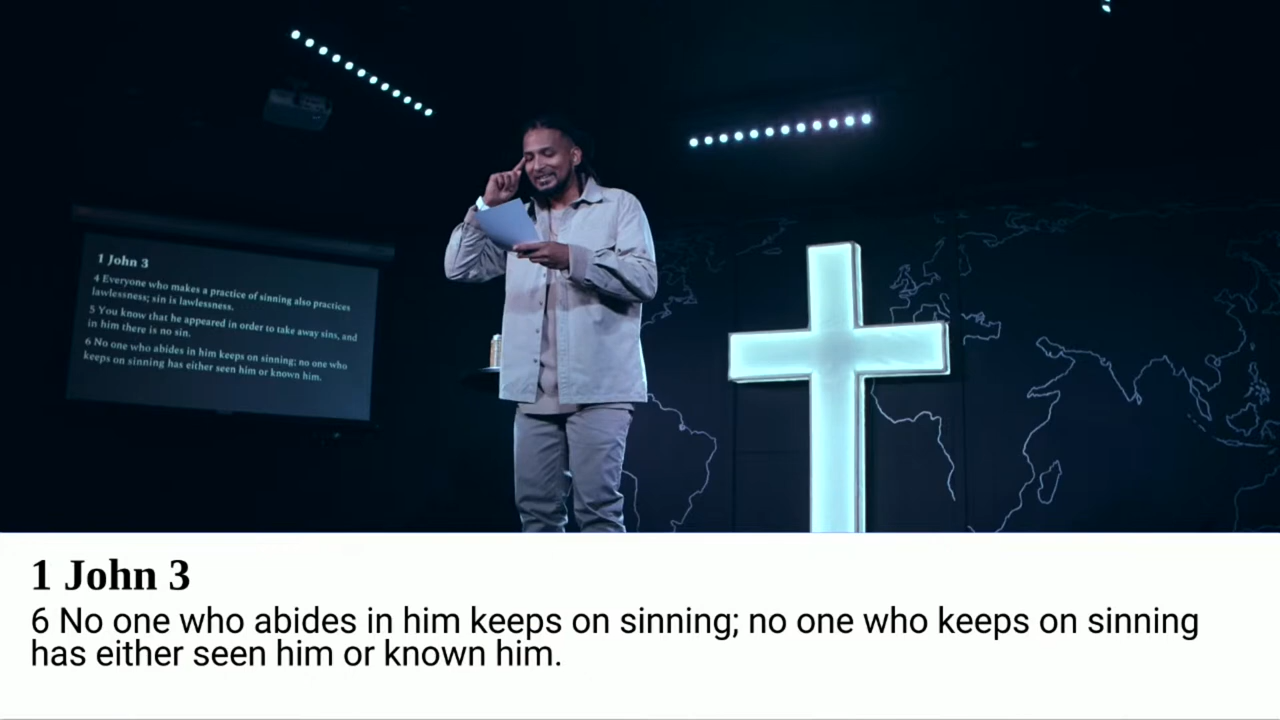 1 John 3
4 Everyone who makes a practice of sinning also practices
lawlessness; sin is lawlessness.
5 You know that he appeared in order to take away sins, and
in him there is no sin.
6 No one who abides in him keeps on sinning; no one who
keeps on sinning has either seen him or known him.
1 John 3
6 No one who abides in him keeps on sinning; no one who keeps on sinning
has either seen him or known him.